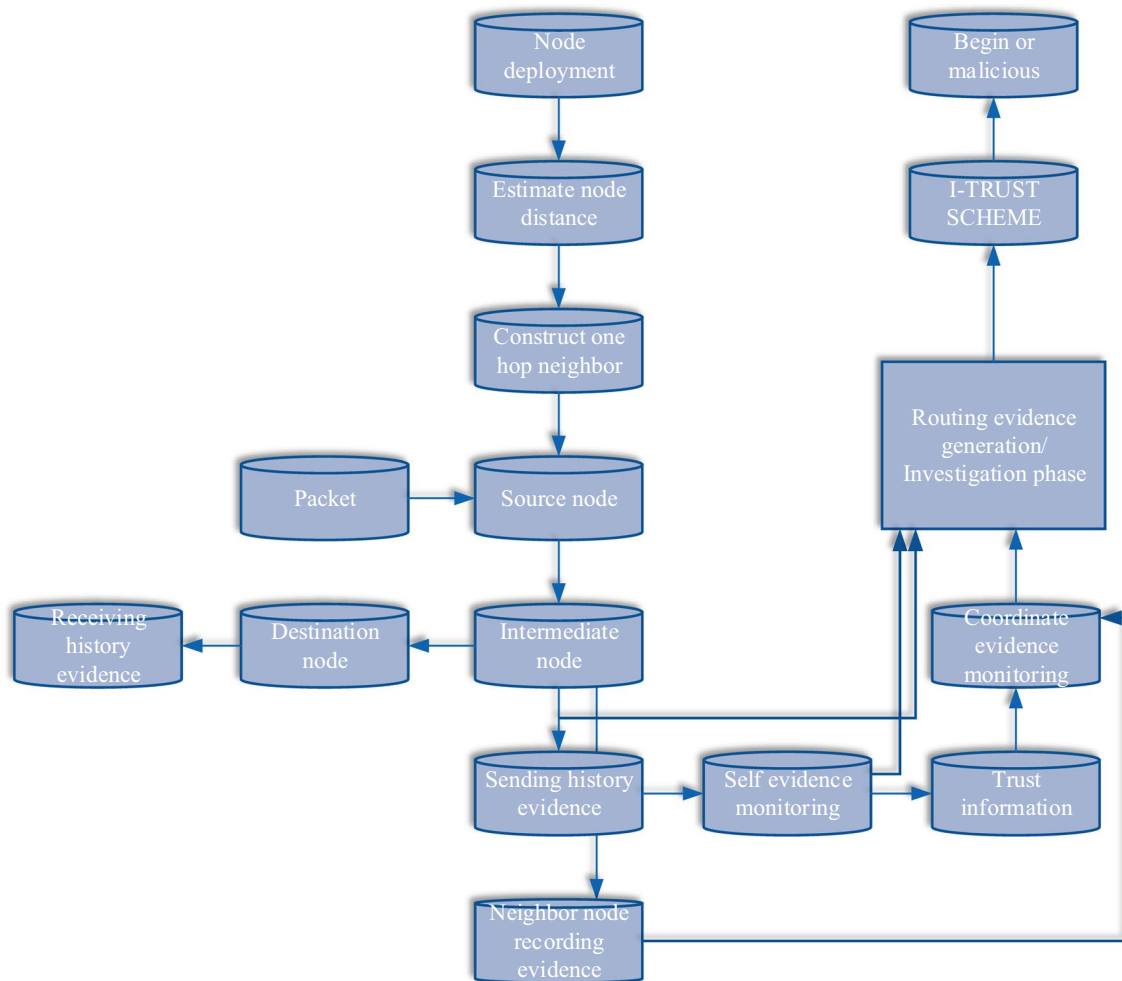 Node
deployment
Begin or
malicious
Estimate node
distance
I-TRUST
SCHEME
Construct one
hop neighbor
Routing evidence
generation/
Investigation phase
Packet
Source node
Receiving
history
evidence
Destination
node
Intermediate
node
Coordinate
evidence
monitoring
Sending history
evidence
Self evidence
monitoring
Trust
information
Neighbor node
recording
evidence